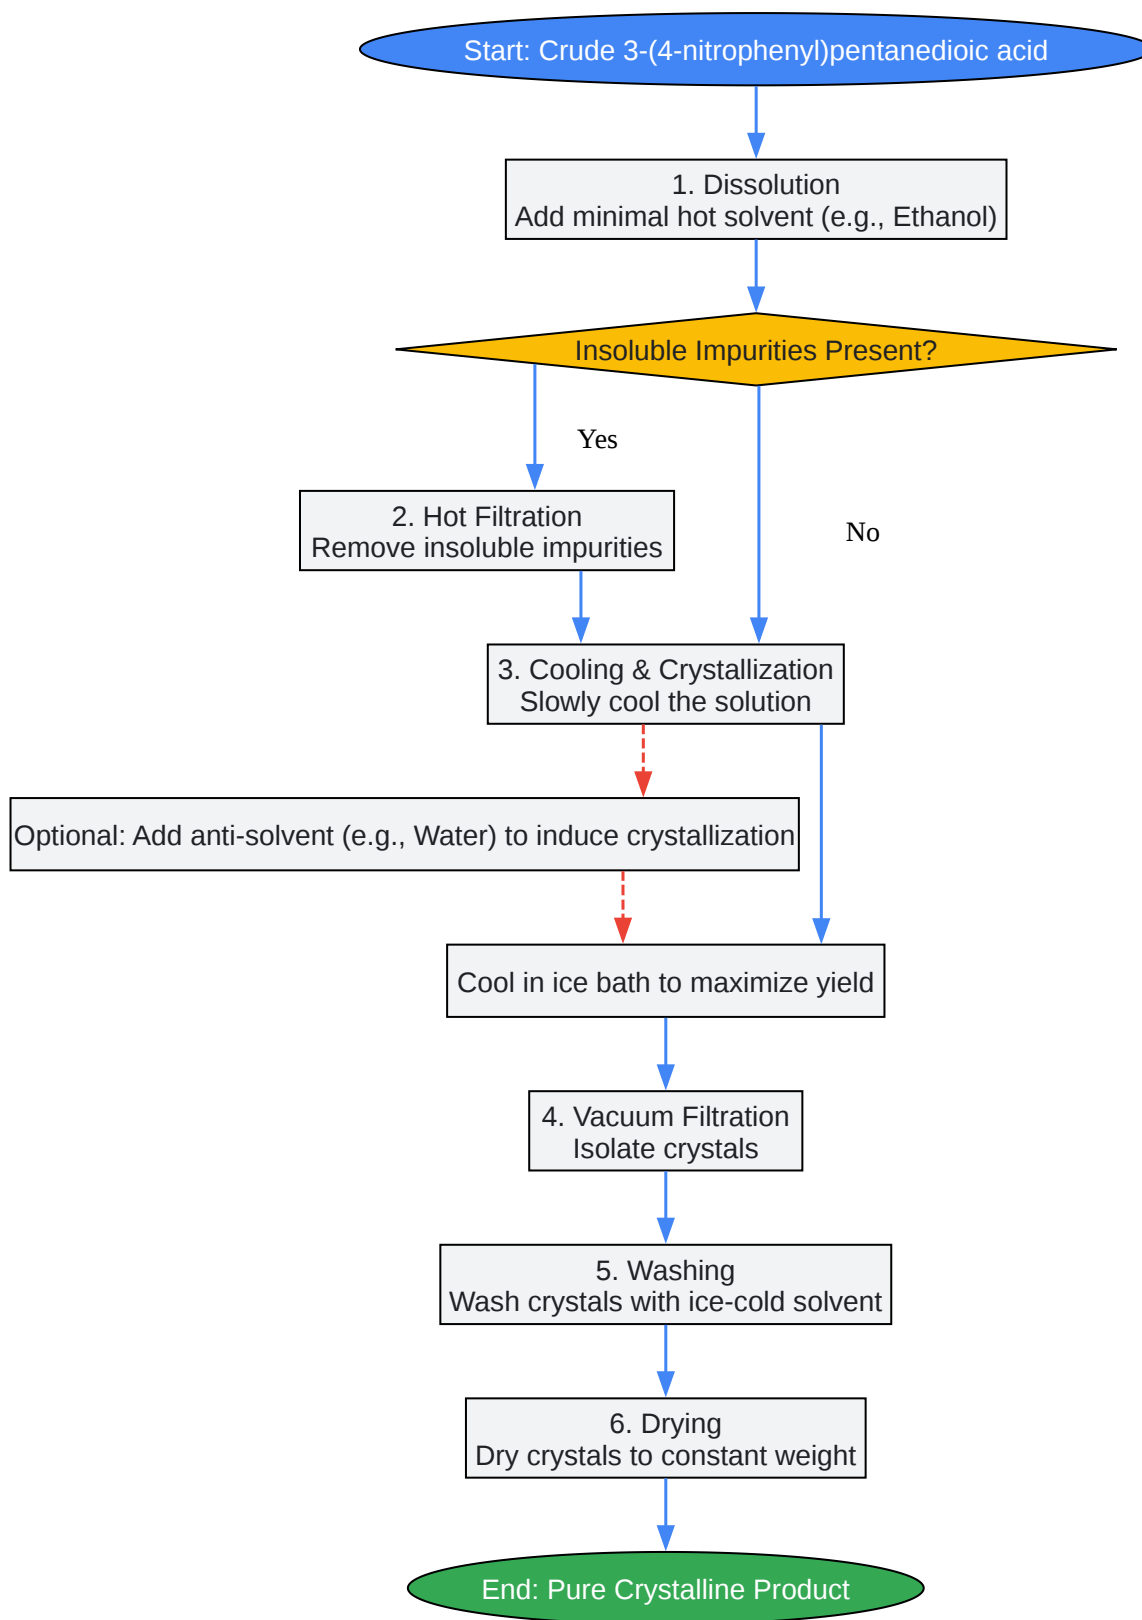 Start: Crude 3-(4-nitrophenyl)pentanedioic acid
1. Dissolution
Add minimal hot solvent (e.g., Ethanol)
Insoluble Impurities Present?
Yes
2. Hot Filtration
Remove insoluble impurities
No
3. Cooling & Crystallization
Slowly cool the solution
Optional: Add anti-solvent (e.g., Water) to induce crystallization
Cool in ice bath to maximize yield
4. Vacuum Filtration
Isolate crystals
5. Washing
Wash crystals with ice-cold solvent
6. Drying
Dry crystals to constant weight
End: Pure Crystalline Product